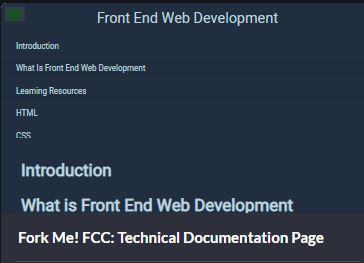 Front End Web Development
Introduction
What Is Front End Web Development
Learning Resources
HTML
CSS
Introduction
What is Front End Web Development
Fork Me! FCC: Technical Documentation Page